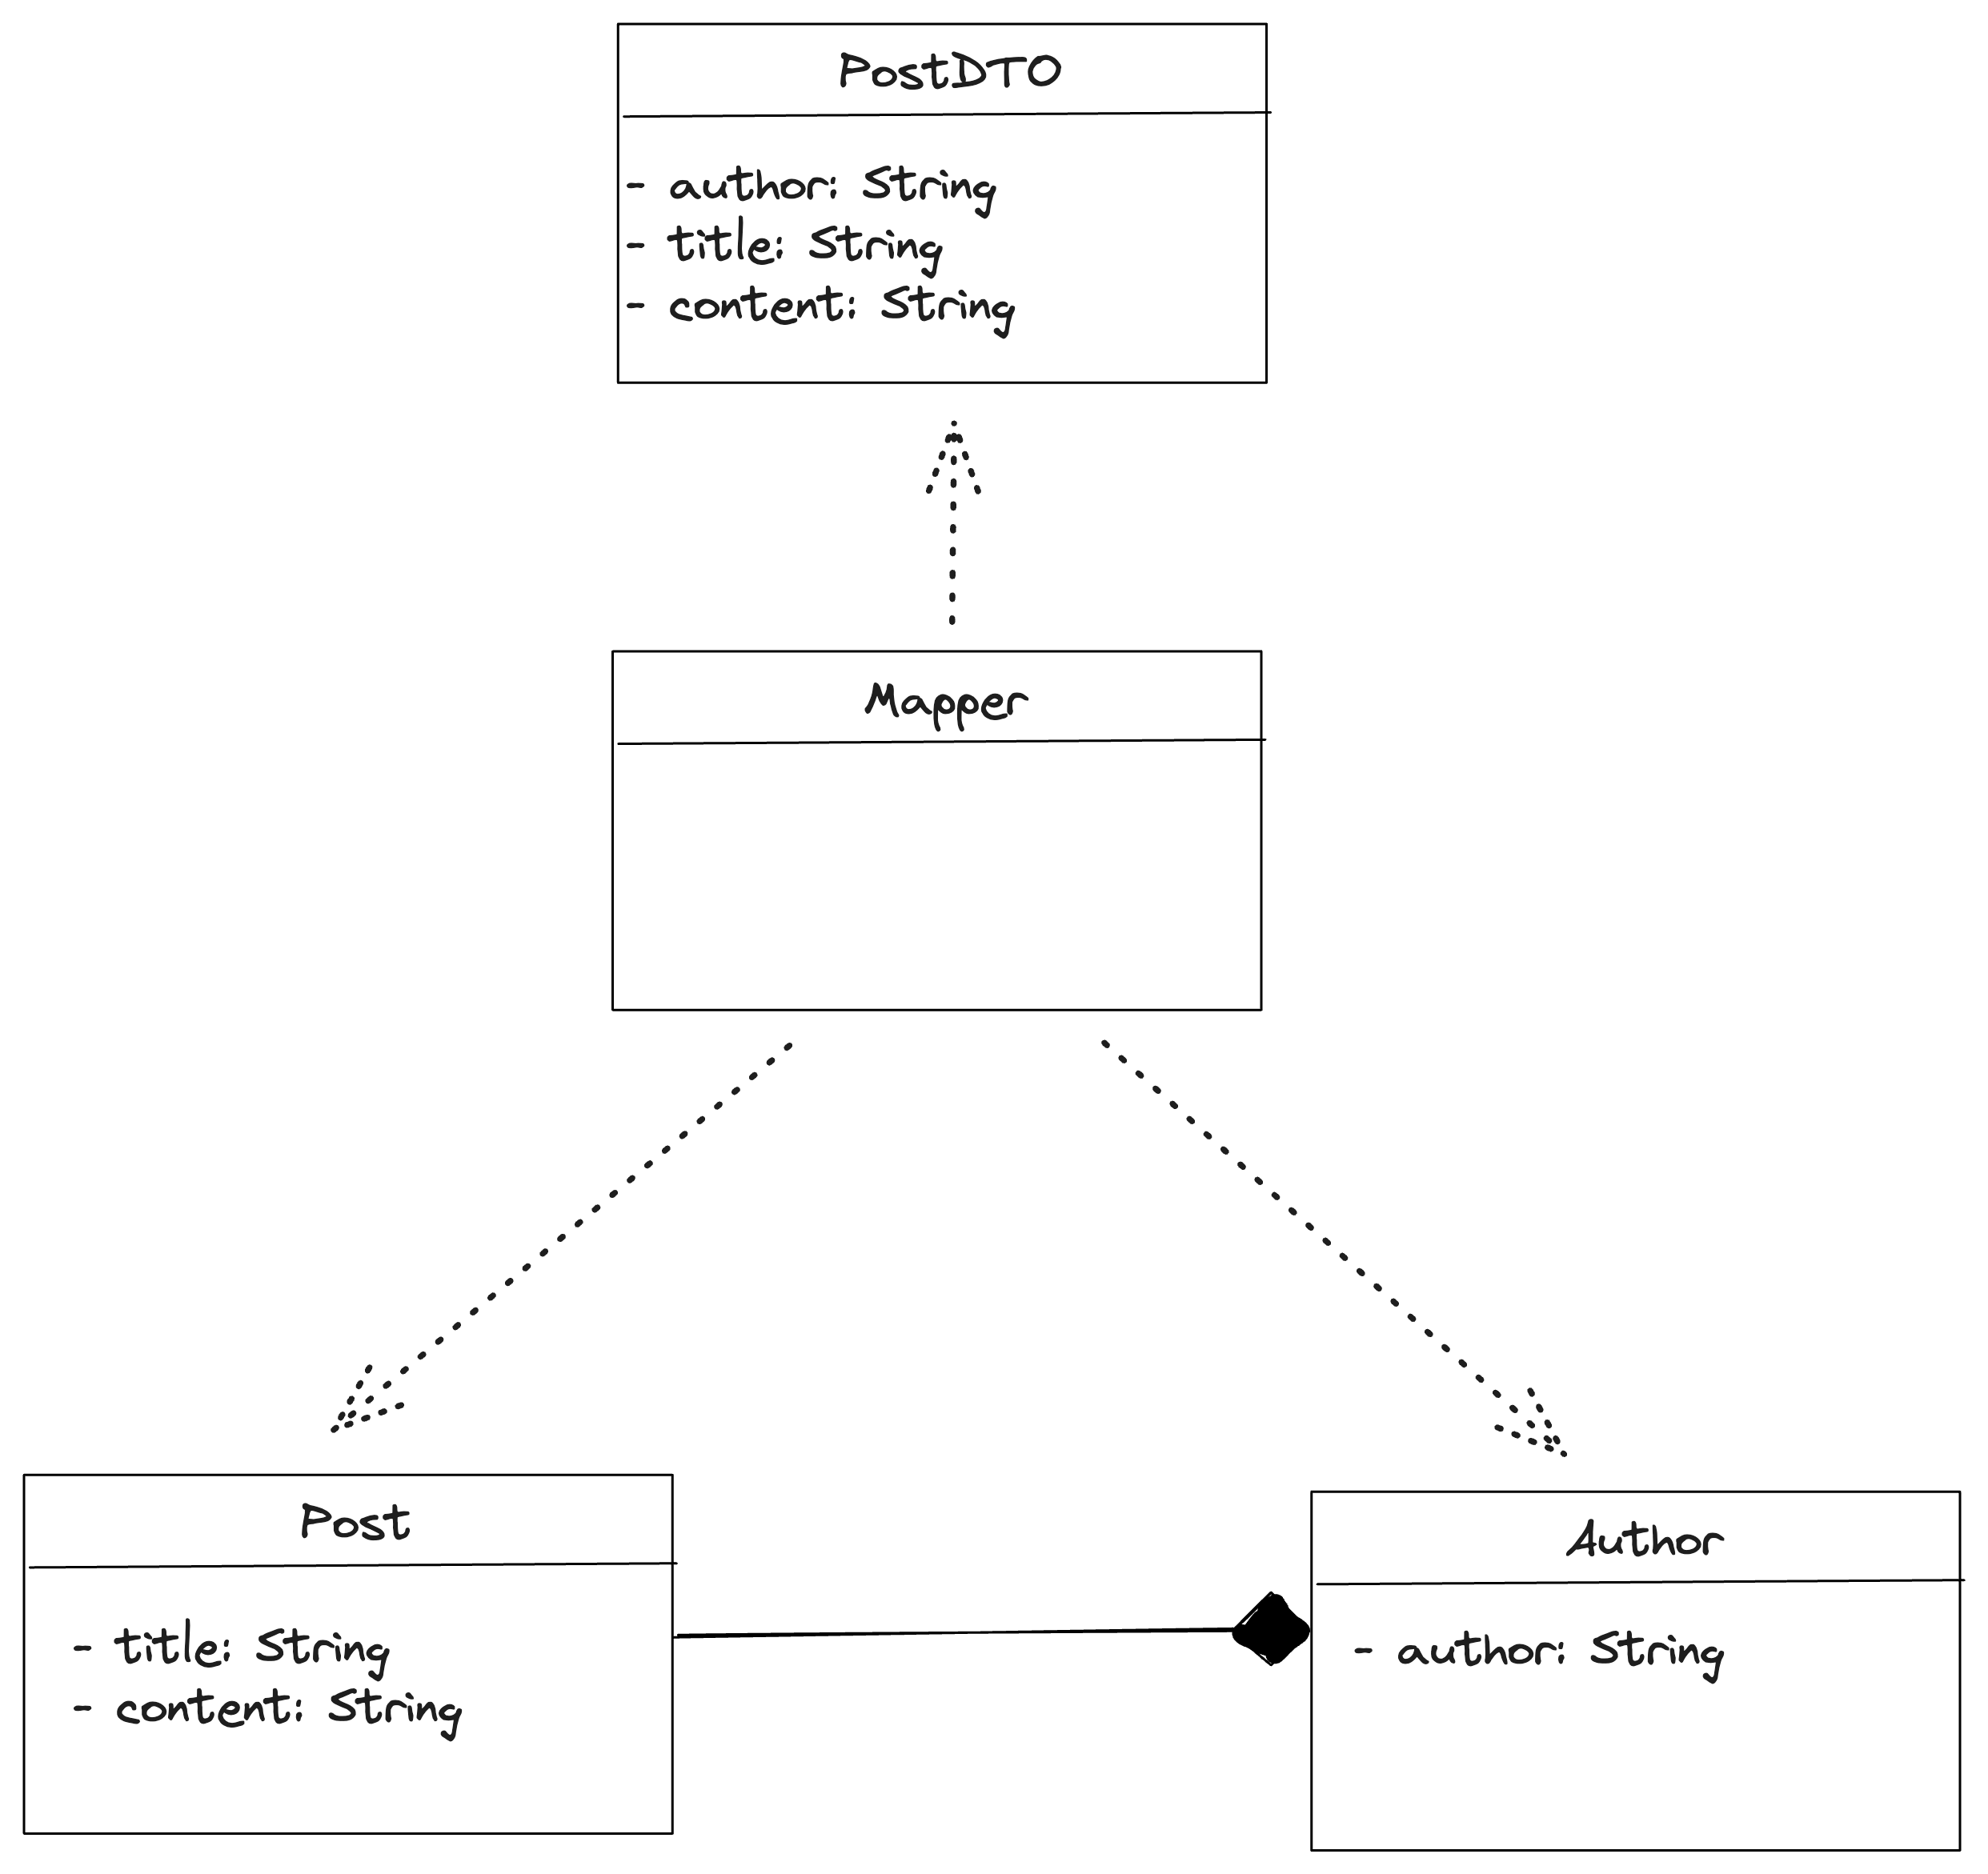 PostDTO
- author: String
- title: String
- content: String
Mapper
Post
- title: String
- content: String
Author
- author: String